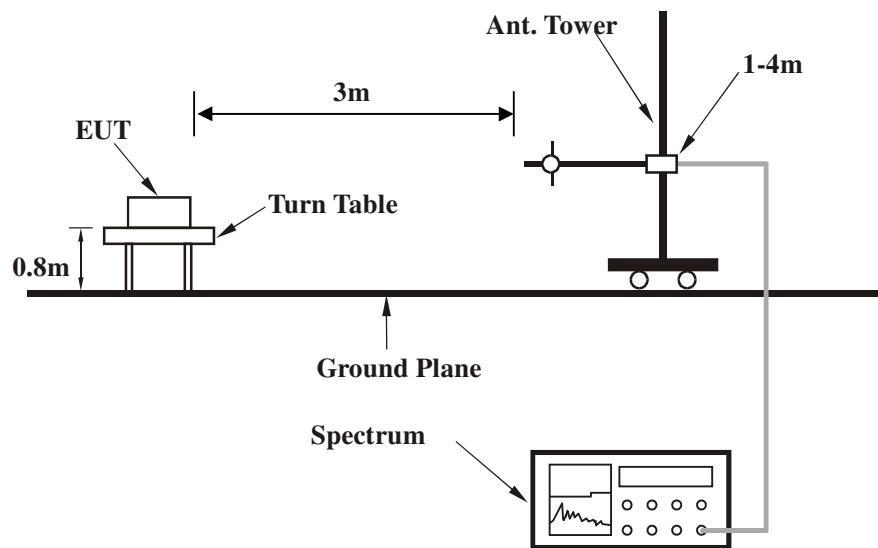 Ant. Tower
1-4m
3m
EUT
Turn Table
0.8m
Ground Plane
Spectrum